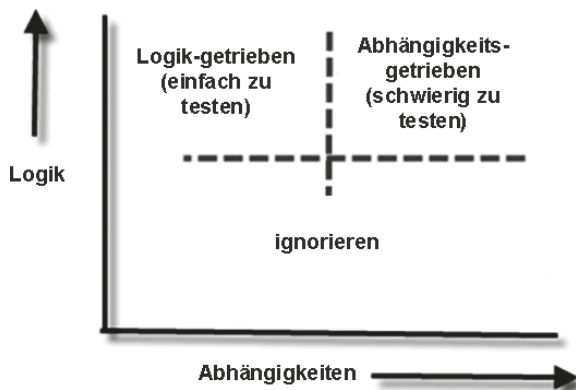 Logik-getrieben
(einfach zu
testen)
Abhängigkeits-
getrieben
(schwierig zu
testen)
Logik
ignorieren
Abhängigkeiten